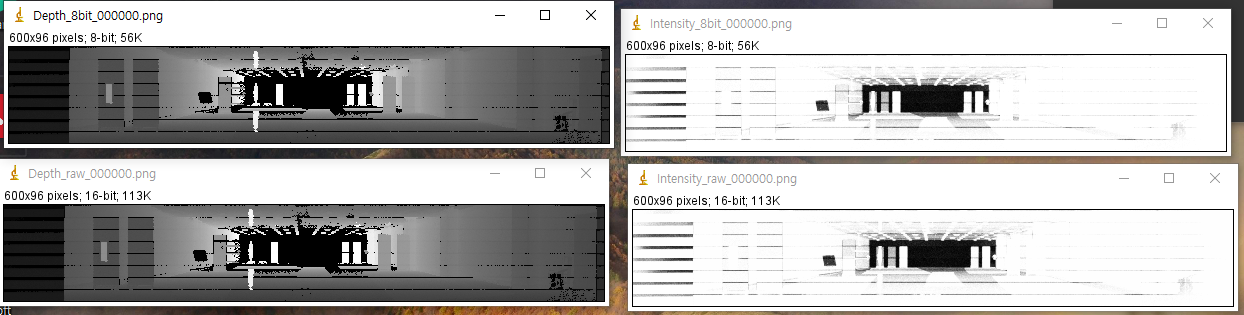 Depth_8bit_000000.png
600x96 pixels; 8-bit; 56K
Intensity_8bit_000000.png
600x96 pixels; 8-bit; 56K
Depth_raw_000000.png
600x96 pixels; 16-bit; 113K
Intensity_raw_000000.png
600x96 pixels; 16-bit; 113K
oft